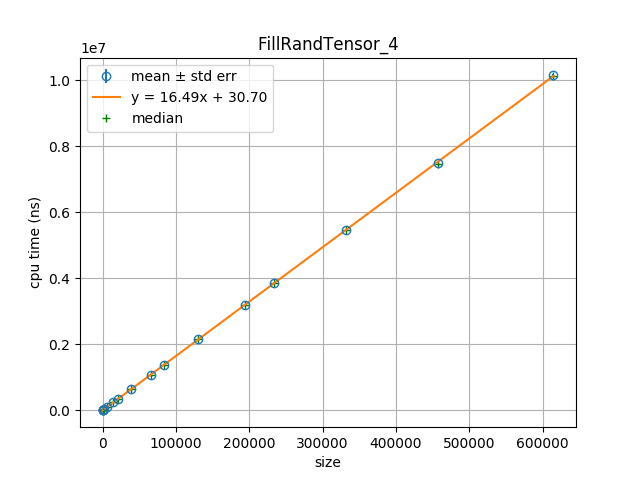 FillRandTensor_4
1e7
mean ± std err
y = 16.49x + 30.70
median
1.0
0.8
0.6
0.4
0.2
0.0
cpu time (ns)
0 100000 200000 300000 400000 500000 600000
size